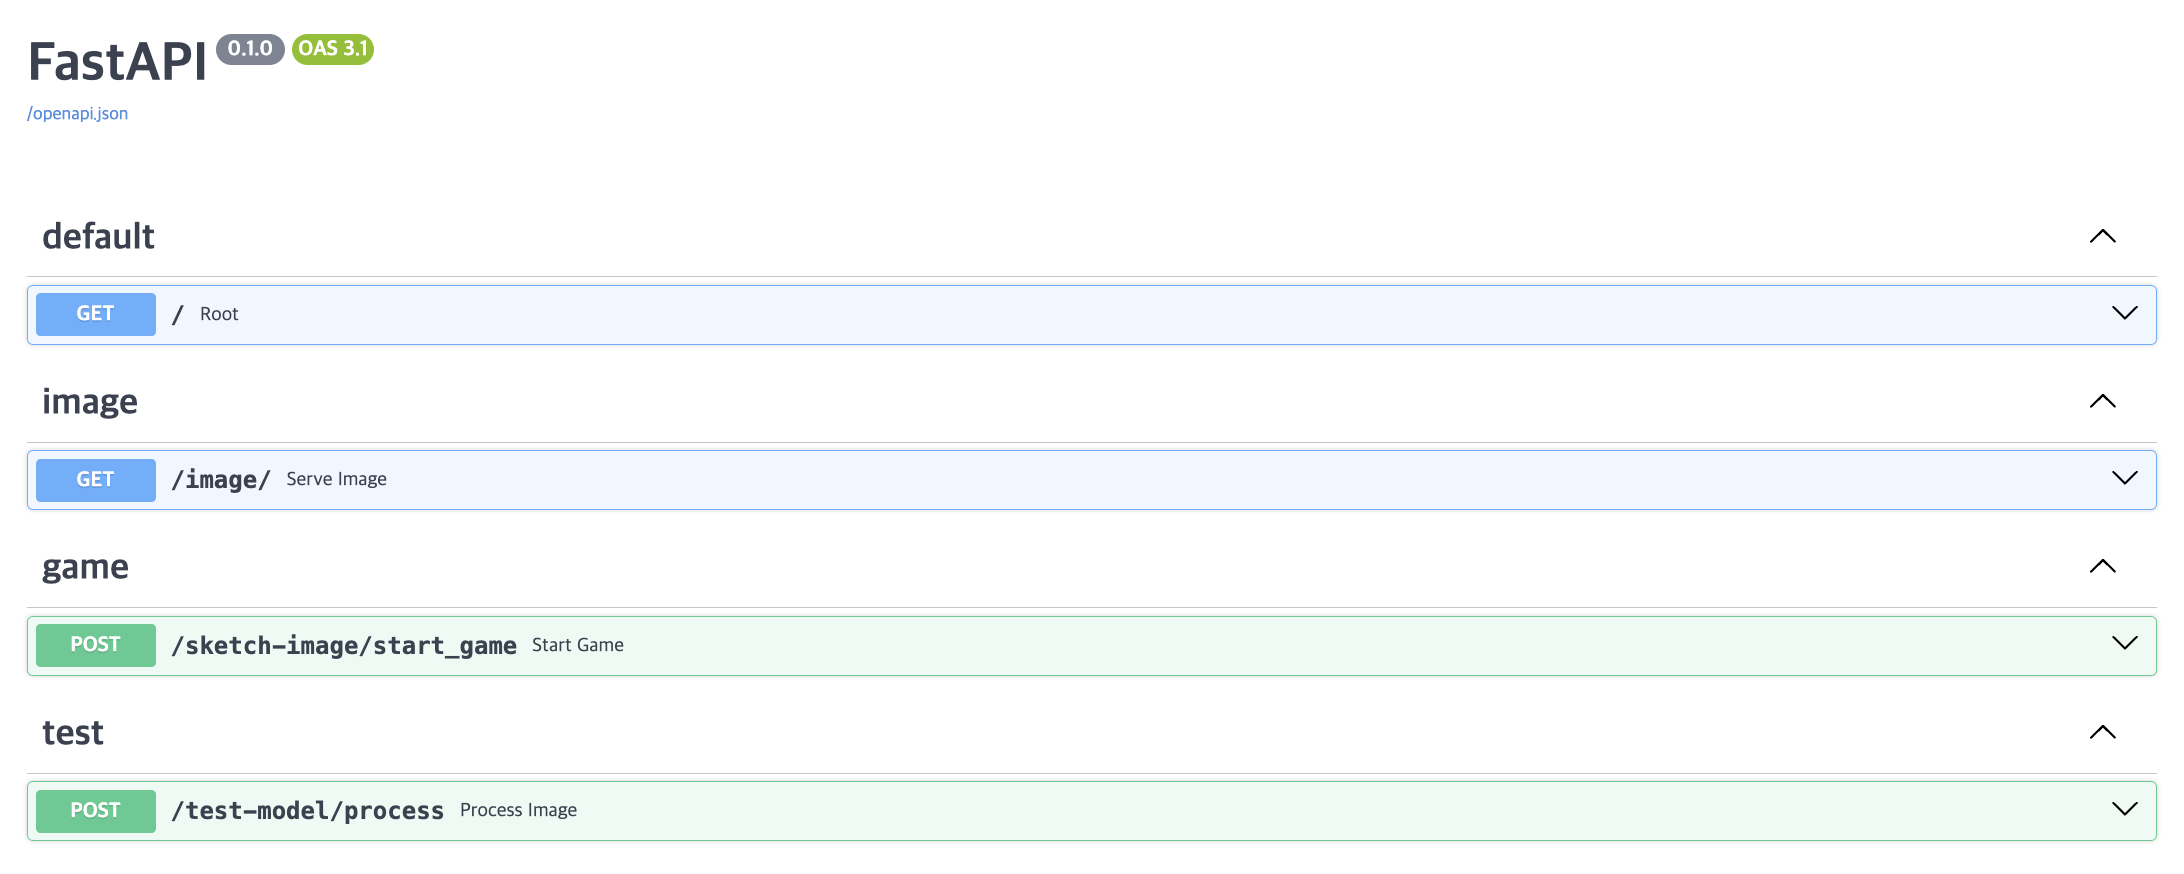 FastAPI 0.1.0 OAS 3.1
/openapi.json
default
GET / Root
image
GET /image/ Serve Image
game
POST /sketch-image/start_game Start Game
test
POST /test-model/process Process Image